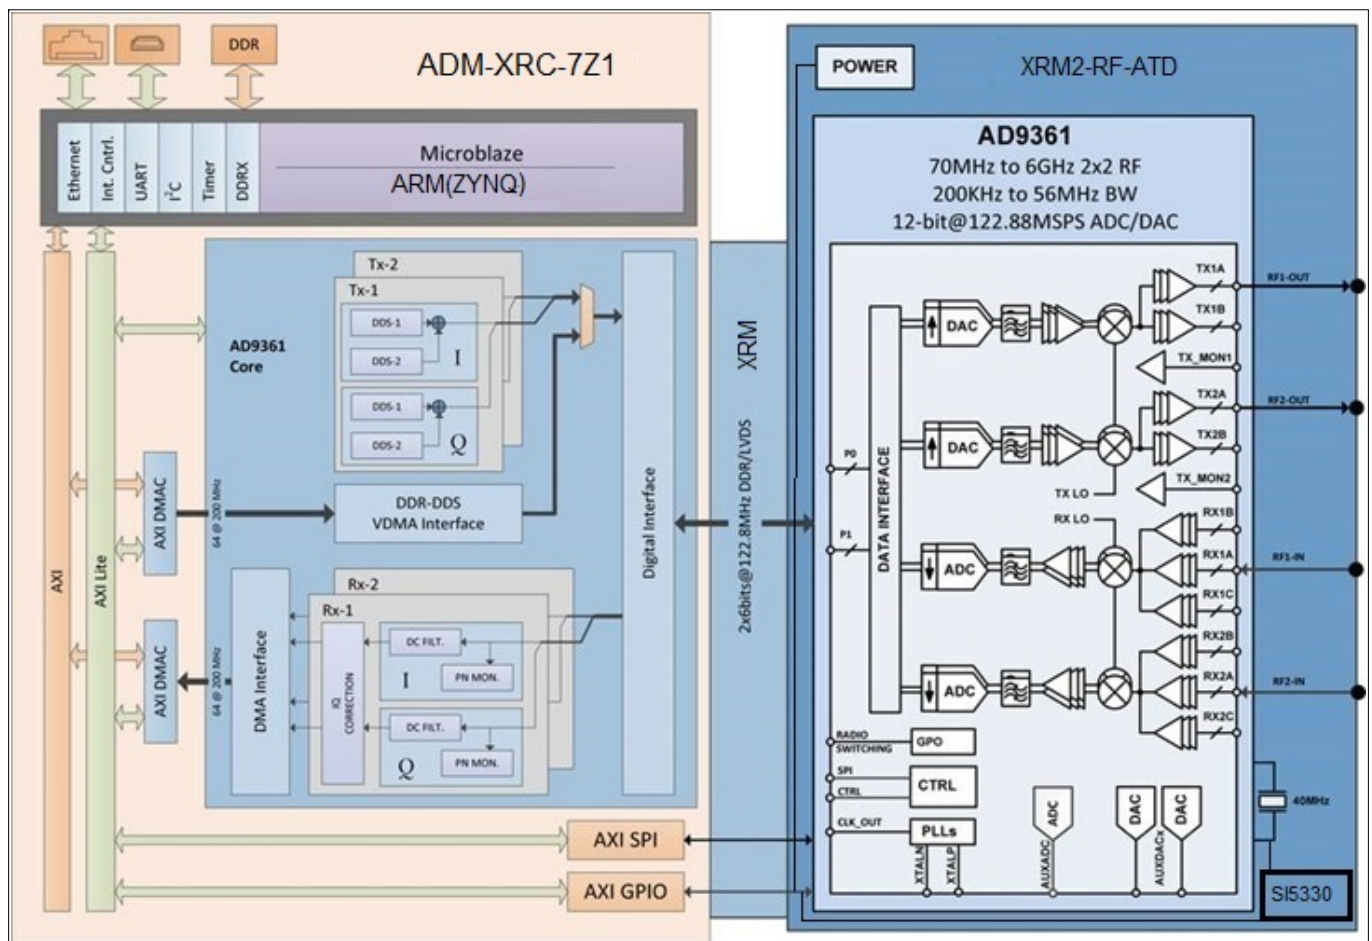 DDR
ADM-XRC-7Z1
XRM2-RF-ATD
POWER
Ethernet
Int. Cntrl.
UART
I²C
Timer
DDRX
Microblaze
ARM(ZYNQ)
AD9361
70MHz to 6GHz 2x2 RF
200KHz to 56MHz BW
12-bit@122.88MSPS ADC/DAC
AXI
AXI Lite
AD9361
Core
Tx-2
Tx-1
DDS-1
DDS-2
I
DDS-1
DDS-2
Q
DDR-DDS
VDMA Interface
AXI DMAC
64 @ 200 MHz
AXI DMAC
64 @ 200 MHz
DMA Interface
Rx-2
Rx-1
IQ
CORRECTION
DC FILT.
PN MON.
I
DC FILT.
PN MON.
Q
Digital Interface
XRM
2x6bits@122.8MHz DDR/LVDS
AXI SPI
AXI GPIO
P0
P1
DATA INTERFACE
DAC
DAC
ADC
ADC
TX LO
RX LO
TX1A
TX1B
TX_MON1
TX2A
TX2B
TX_MON2
RX1B
RX1A
RX1C
RX2B
RX2A
RX2C
RF1-OUT
RF2-OUT
RF1-IN
RF2-IN
RADIO
SWITCHING
GPO
SPI
CTRL
CTRL
CLK_OUT
PLLs
XTALN
XTALP
ADC
AUXADC
DAC
DAC
AUXDACx
40MHz
SI5330